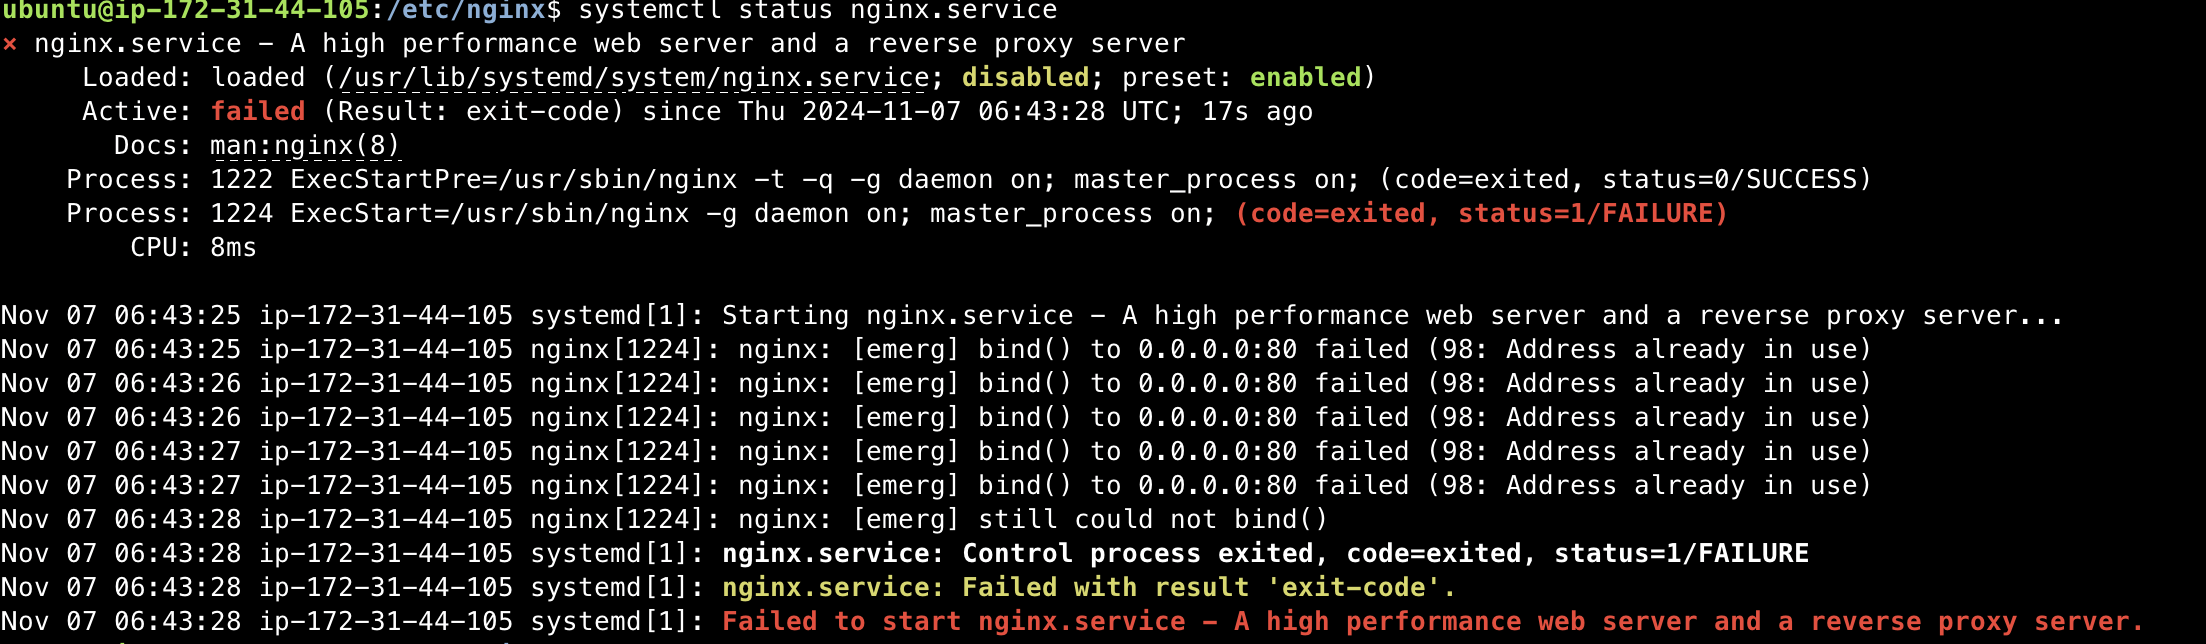 ubuntu@ip-172-31-44-105:/etc/nginx$ systemctl status nginx.service
× nginx.service - A high performance web server and a reverse proxy server
     Loaded: loaded (/usr/lib/systemd/system/nginx.service; disabled; preset: enabled)
     Active: failed (Result: exit-code) since Thu 2024-11-07 06:43:28 UTC; 17s ago
       Docs: man:nginx(8)
    Process: 1222 ExecStartPre=/usr/sbin/nginx -t -q -g daemon on; master_process on; (code=exited, status=0/SUCCESS)
    Process: 1224 ExecStart=/usr/sbin/nginx -g daemon on; master_process on; (code=exited, status=1/FAILURE)
        CPU: 8ms

Nov 07 06:43:25 ip-172-31-44-105 systemd[1]: Starting nginx.service - A high performance web server and a reverse proxy server...
Nov 07 06:43:25 ip-172-31-44-105 nginx[1224]: nginx: [emerg] bind() to 0.0.0.0:80 failed (98: Address already in use)
Nov 07 06:43:26 ip-172-31-44-105 nginx[1224]: nginx: [emerg] bind() to 0.0.0.0:80 failed (98: Address already in use)
Nov 07 06:43:26 ip-172-31-44-105 nginx[1224]: nginx: [emerg] bind() to 0.0.0.0:80 failed (98: Address already in use)
Nov 07 06:43:27 ip-172-31-44-105 nginx[1224]: nginx: [emerg] bind() to 0.0.0.0:80 failed (98: Address already in use)
Nov 07 06:43:27 ip-172-31-44-105 nginx[1224]: nginx: [emerg] bind() to 0.0.0.0:80 failed (98: Address already in use)
Nov 07 06:43:28 ip-172-31-44-105 nginx[1224]: nginx: [emerg] still could not bind()
Nov 07 06:43:28 ip-172-31-44-105 systemd[1]: nginx.service: Control process exited, code=exited, status=1/FAILURE
Nov 07 06:43:28 ip-172-31-44-105 systemd[1]: nginx.service: Failed with result 'exit-code'.
Nov 07 06:43:28 ip-172-31-44-105 systemd[1]: Failed to start nginx.service - A high performance web server and a reverse proxy server.